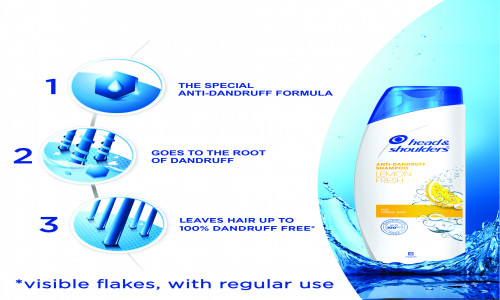 1
THE SPECIAL
ANTI-DANDRUFF FORMULA
2
GOES TO THE ROOT
OF DANDRUFF
3
LEAVES HAIR UP TO
100% DANDRUFF FREE*
*visible flakes, with regular use
head&
shoulders
ANTI-DANDRUFF
SHAMPOO
LEMON
FRESH